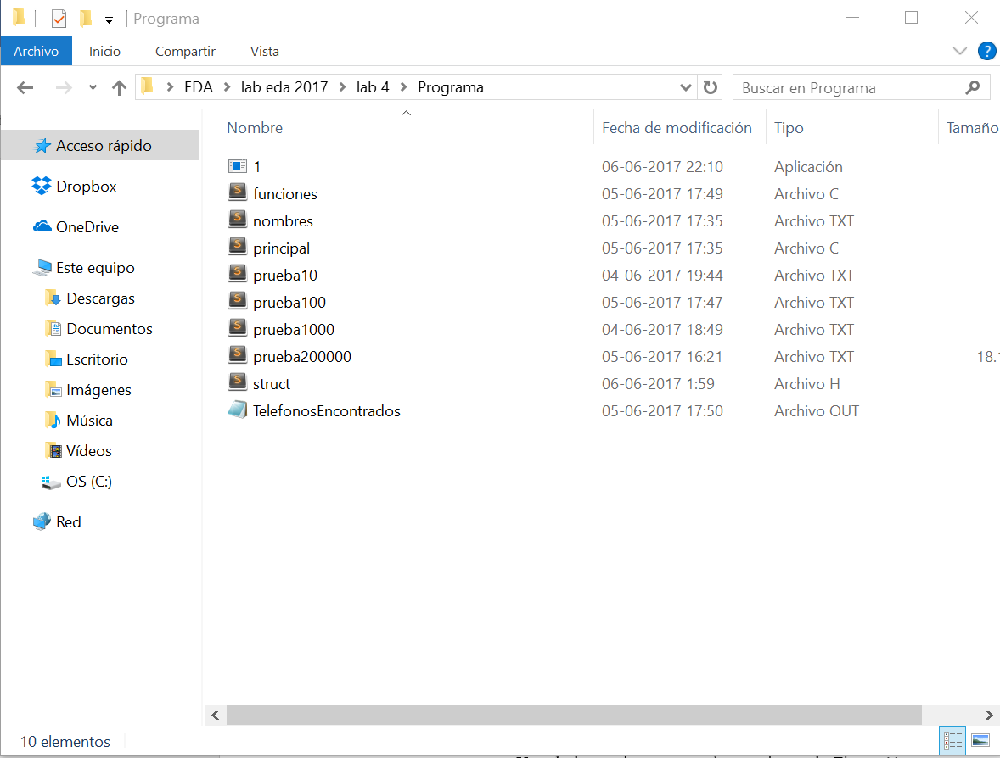 Programa
Archivo Inicio Compartir Vista ?
EDA lab eda 2017 lab 4 Programa Buscar en Programa
Nombre Fecha de modificación Tipo Tamaño
Acceso rápido
Dropbox
OneDrive
Este equipo
Descargas
Documentos
Escritorio
Imágenes
Música
Vídeos
OS (C:)
Red
1 06-06-2017 22:10 Aplicación
funciones 05-06-2017 17:49 Archivo C
nombres 05-06-2017 17:35 Archivo TXT
principal 05-06-2017 17:35 Archivo C
prueba10 04-06-2017 19:44 Archivo TXT
prueba100 05-06-2017 17:47 Archivo TXT
prueba1000 04-06-2017 18:49 Archivo TXT
prueba200000 05-06-2017 16:21 Archivo TXT 18.
struct 06-06-2017 1:59 Archivo H
TelefonosEncontrados 05-06-2017 17:50 Archivo OUT
10 elementos